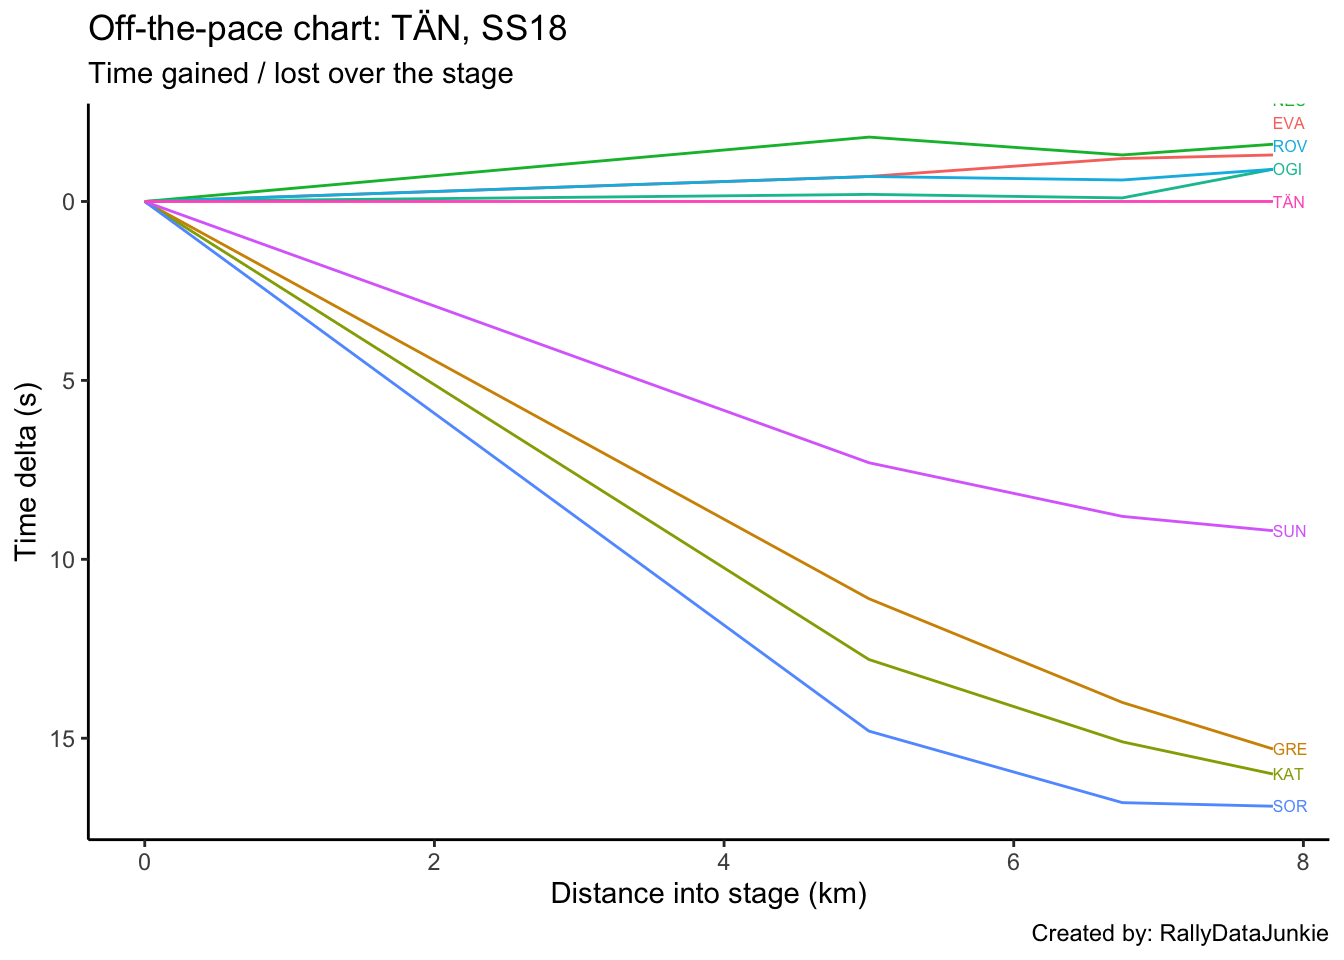 Off-the-pace chart: TÄN, SS18
Time gained / lost over the stage
EVA
ROV
OGI
TÄN
SUN
GRE
KAT
SOR
0
5
10
15
Time delta (s)
0 2 4 6 8
Distance into stage (km)
Created by: RallyDataJunkie